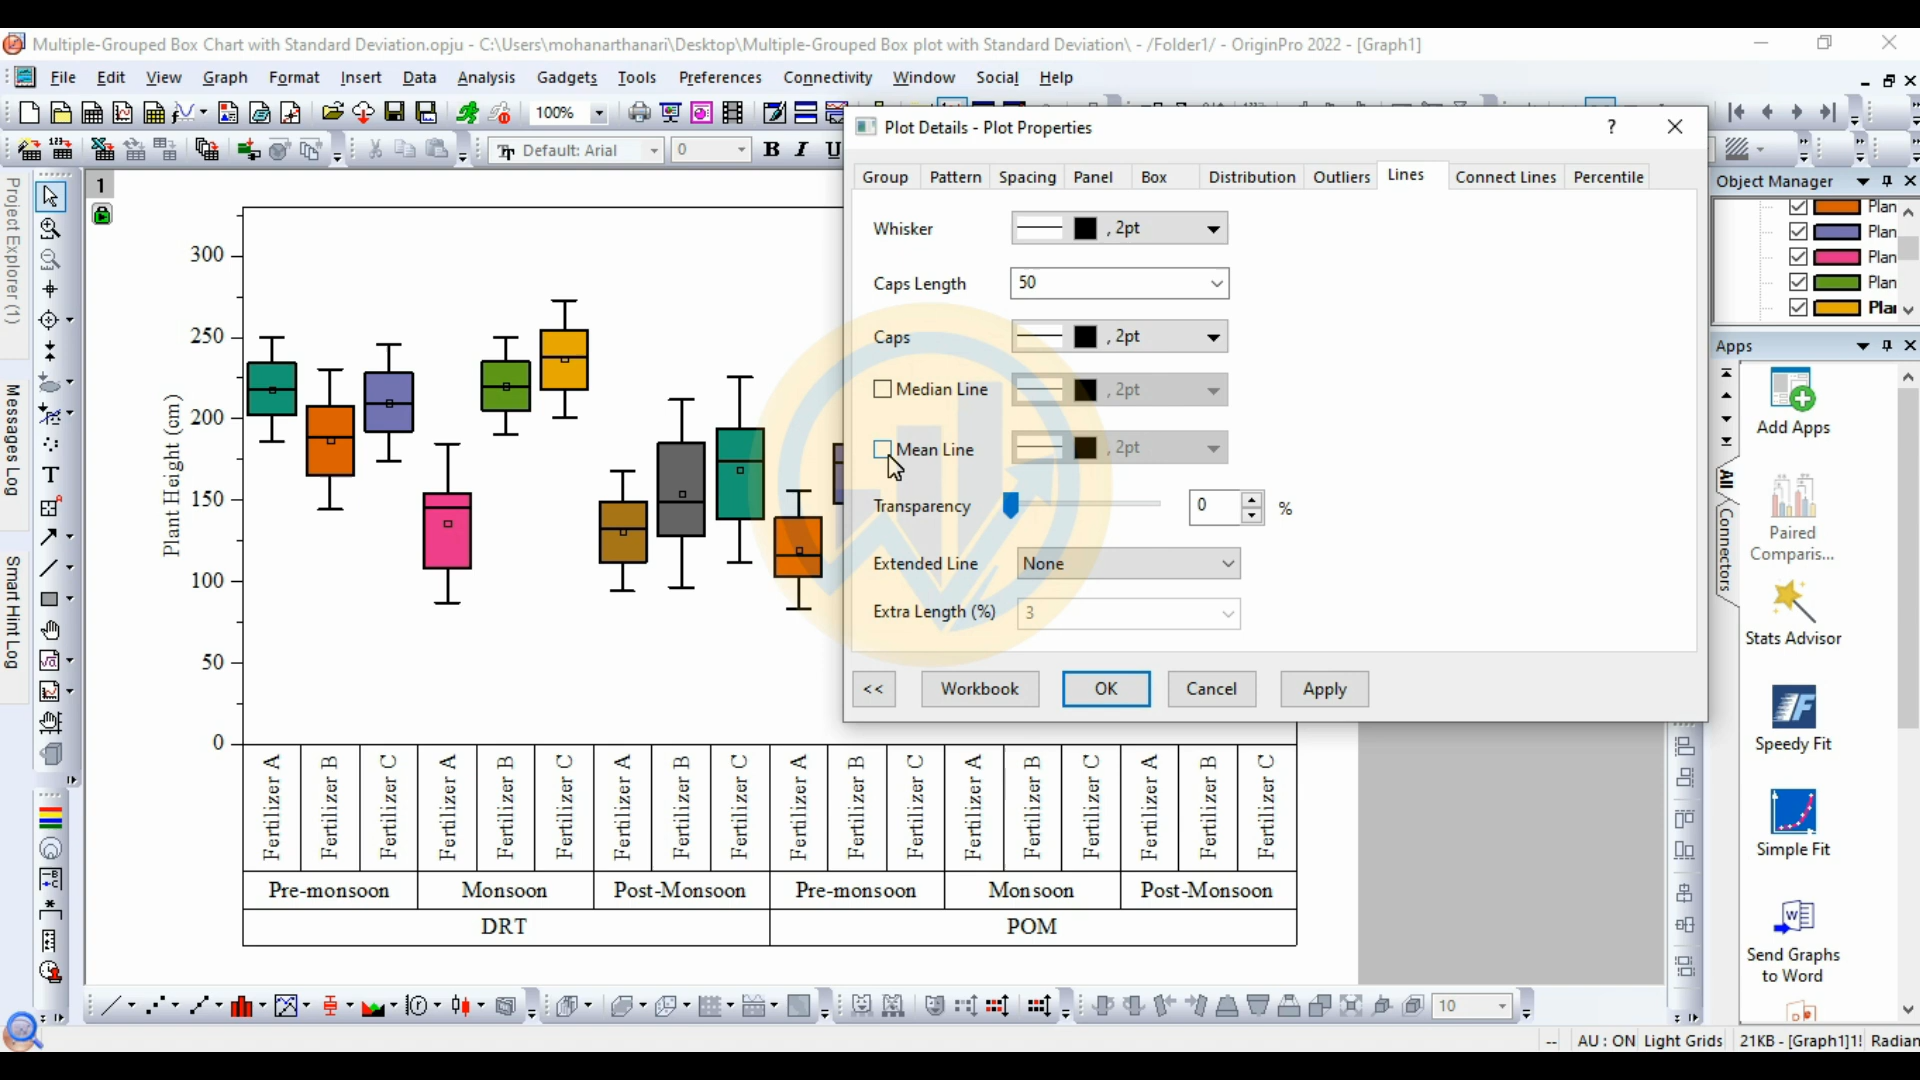 Multiple-Grouped Box Chart with Standard Deviation.opju - C:\Users\mohanarthanari\Desktop\Multiple-Grouped Box plot with Standard Deviation\ - /Folder1/ - OriginPro 2022 - [Graph1]
File Edit View Graph Format Insert Data Analysis Gadgets Tools Preferences Connectivity Window Social Help
100%
Default: Arial 0 B I U
Project Explorer (1)
Messages Log
Smart Hint Log
1
Plot Details - Plot Properties ?
Group Pattern Spacing Panel Box Distribution Outliers Lines Connect Lines Percentile
Whisker , 2pt
Caps Length 50
Caps , 2pt
Median Line , 2pt
Mean Line , 2pt
Transparency 0 %
Extended Line None
Extra Length (%) 3
<< Workbook OK Cancel Apply
Plant Height (cm)
300
250
200
150
100
50
0
Fertilizer A Fertilizer B Fertilizer C Fertilizer A Fertilizer B Fertilizer C Fertilizer A Fertilizer B Fertilizer C Fertilizer A Fertilizer B Fertilizer C Fertilizer A Fertilizer B Fertilizer C Fertilizer A Fertilizer B Fertilizer C
Pre-monsoon Monsoon Post-Monsoon Pre-monsoon Monsoon Post-Monsoon
DRT POM
Object Manager
Plan
Plan
Plan
Plan
Pla
Apps
All
Connectors
Add Apps
Paired
Comparis...
Stats Advisor
Speedy Fit
Simple Fit
Send Graphs
to Word
10
-- AU : ON Light Grids 21KB - [Graph1]1! Radian